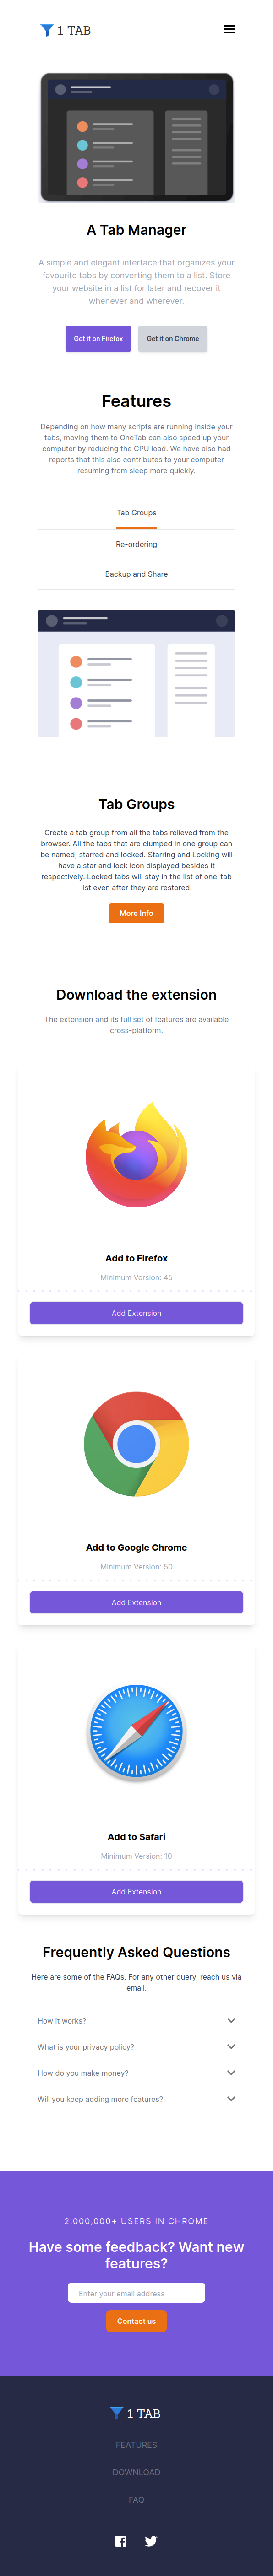 1 TAB
A Tab Manager
A simple and elegant interface that organizes your
favourite tabs by converting them to a list. Store
your website in a list for later and recover it
whenever and wherever.
Get it on Firefox
Get it on Chrome
Features
Depending on how many scripts are running inside your
tabs, moving them to OneTab can also speed up your
computer by reducing the CPU load. We have also had
reports that this also contributes to your computer
resuming from sleep more quickly.
Tab Groups
Re-ordering
Backup and Share
Tab Groups
Create a tab group from all the tabs relieved from the
browser. All the tabs that are clumped in one group can
be named, starred and locked. Starring and Locking will
have a star and lock icon displayed besides it
respectively. Locked tabs will stay in the list of one-tab
list even after they are restored.
More Info
Download the extension
The extension and its full set of features are available
cross-platform.
Add to Firefox
Minimum Version: 45
Add Extension
Add to Google Chrome
Minimum Version: 50
Add Extension
Add to Safari
Minimum Version: 10
Add Extension
Frequently Asked Questions
Here are some of the FAQs. For any other query, reach us via
email.
How it works?
What is your privacy policy?
How do you make money?
Will you keep adding more features?
2,000,000+ USERS IN CHROME
Have some feedback? Want new
features?
Enter your email address
Contact us
1 TAB
FEATURES
DOWNLOAD
FAQ